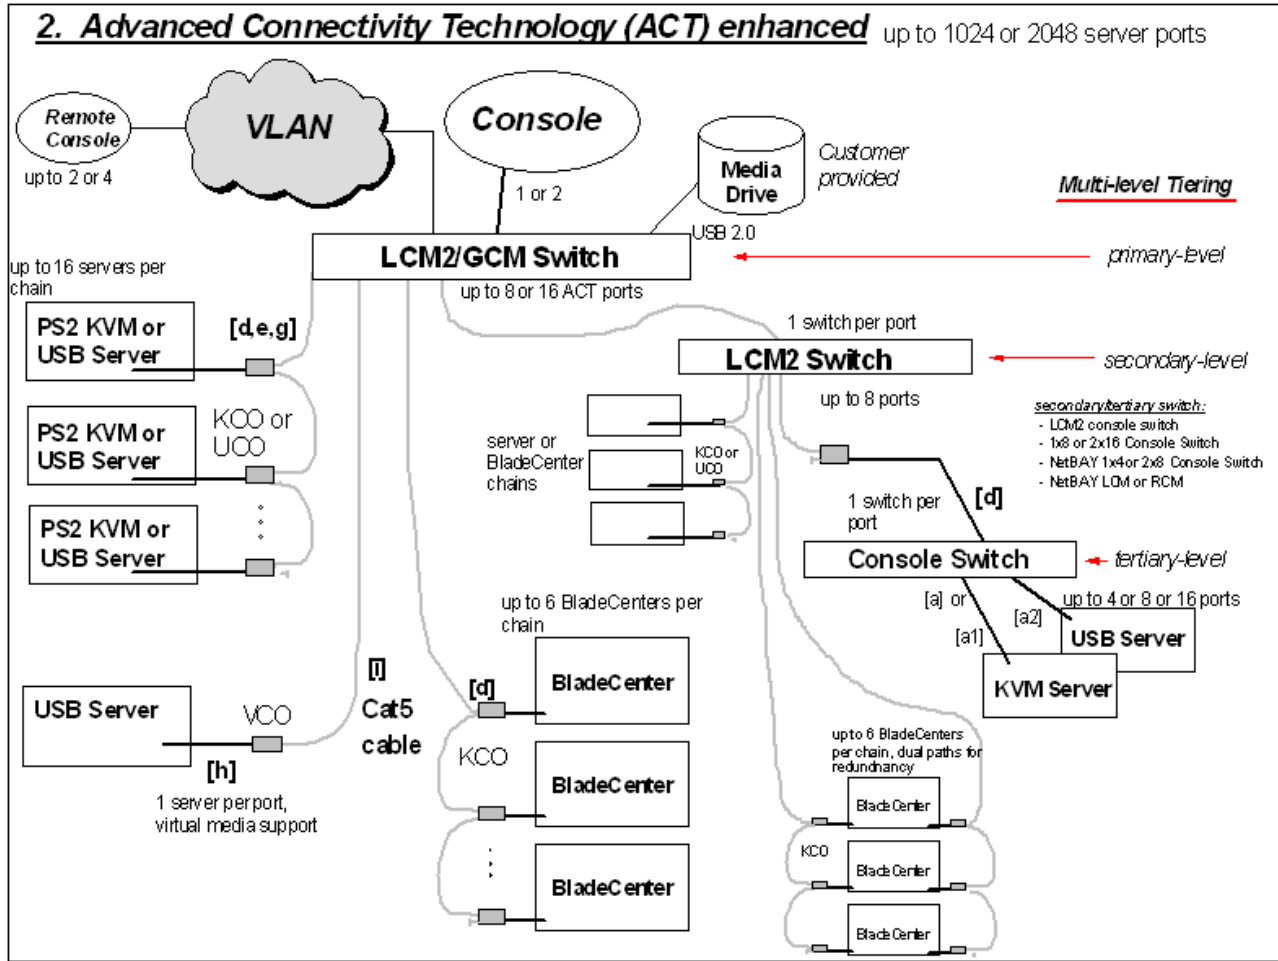 2. Advanced Connectivity Technology (ACT) enhanced up to 1024 or 2048 server ports
Remote
Console
up to 2 or 4
VLAN
Console
1 or 2
Media
Drive
Customer
provided
USB 2.0
Multi-level Tiering
LCM2/GCM Switch
primary-level
up to 8 or 16 ACT ports
up to 16 servers per
chain
PS2 KVM or
USB Server
[d,e,g]
KCO or
UCO
PS2 KVM or
USB Server
PS2 KVM or
USB Server
1 switch per port
LCM2 Switch
secondary-level
up to 8 ports
secondary/tertiary switch:
- LCM2 console switch
- 1x8 or 2x16 Console Switch
- NetBAY 1x4 or 2x8 Console Switch
- NetBAY LCM or RCM
server or
BladeCenter
chains
KCO or
UCO
[d]
1 switch per
port
Console Switch
tertiary-level
up to 4 or 8 or 16 ports
[a] or
[a1]
[a2]
USB Server
KVM Server
up to 6 BladeCenters per
chain
BladeCenter
[d]
KCO
BladeCenter
BladeCenter
[l]
Cat5
cable
USB Server
VCO
[h]
1 server per port,
virtual media support
up to 6 BladeCenters
per chain, dual paths for
redundnancy
BladeCenter
KCO
BladeCenter
BladeCenter